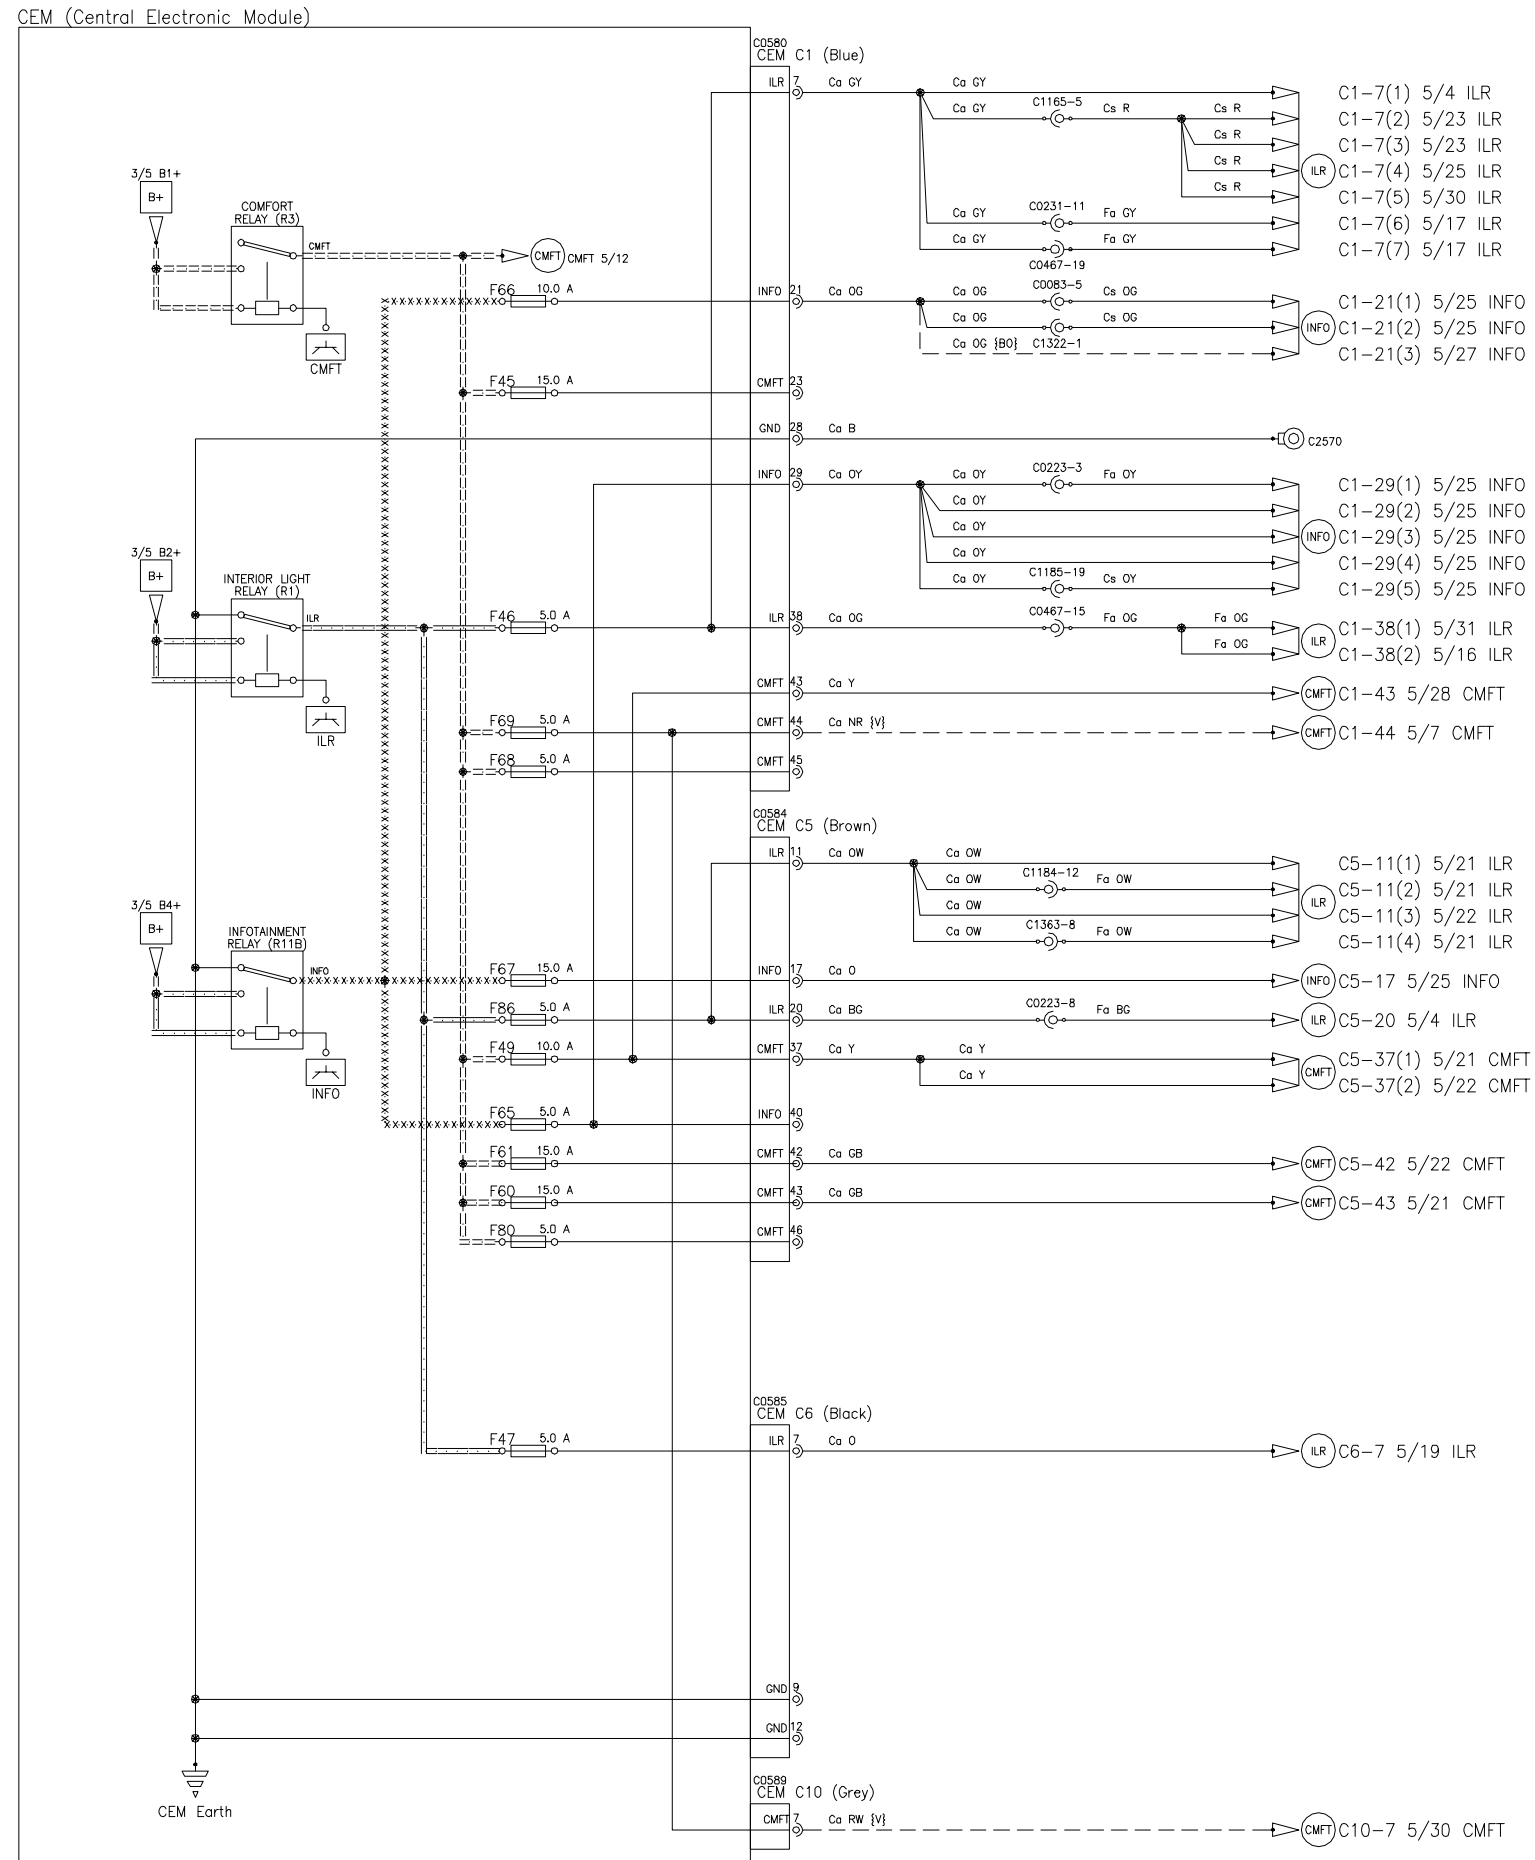 CEM (Central Electronic Module)
C0580
CEM C1 (Blue)
ILR 7 Ca GY Ca GY C1-7(1) 5/4 ILR
Ca GY C1165-5 Cs R Cs R C1-7(2) 5/23 ILR
Cs R C1-7(3) 5/23 ILR
Cs R ILR C1-7(4) 5/25 ILR
Cs R C1-7(5) 5/30 ILR
Ca GY C0231-11 Fa GY C1-7(6) 5/17 ILR
Ca GY Fa GY C1-7(7) 5/17 ILR
C0467-19
3/5 B1+
B+
COMFORT
RELAY (R3)
CMFT
CMFT CMFT 5/12
CMFT
F66 10.0 A INFO 21 Ca OG Ca OG C0083-5 Cs OG C1-21(1) 5/25 INFO
Ca OG Cs OG INFO C1-21(2) 5/25 INFO
Ca OG {BO} C1322-1 C1-21(3) 5/27 INFO
F45 15.0 A CMFT 23
GND 28 Ca B C2570
INFO 29 Ca OY Ca OY C0223-3 Fa OY C1-29(1) 5/25 INFO
Ca OY C1-29(2) 5/25 INFO
Ca OY INFO C1-29(3) 5/25 INFO
Ca OY C1-29(4) 5/25 INFO
Ca OY C1185-19 Cs OY C1-29(5) 5/25 INFO
3/5 B2+
B+
INTERIOR LIGHT
RELAY (R1)
ILR
ILR
F46 5.0 A ILR 38 Ca OG C0467-15 Fa OG Fa OG C1-38(1) 5/31 ILR
Fa OG ILR C1-38(2) 5/16 ILR
CMFT 43 Ca Y CMFT C1-43 5/28 CMFT
F69 5.0 A CMFT 44 Ca NR {V} CMFT C1-44 5/7 CMFT
F68 5.0 A CMFT 45
C0584
CEM C5 (Brown)
ILR 11 Ca OW Ca OW C5-11(1) 5/21 ILR
Ca OW C1184-12 Fa OW ILR C5-11(2) 5/21 ILR
Ca OW C5-11(3) 5/22 ILR
Ca OW C1363-8 Fa OW C5-11(4) 5/21 ILR
3/5 B4+
B+
INFOTAINMENT
RELAY (R11B)
INFO
INFO
F67 15.0 A INFO 17 Ca O INFO C5-17 5/25 INFO
F86 5.0 A ILR 20 Ca BG C0223-8 Fa BG ILR C5-20 5/4 ILR
F49 10.0 A CMFT 37 Ca Y Ca Y C5-37(1) 5/21 CMFT
Ca Y CMFT C5-37(2) 5/22 CMFT
F65 5.0 A INFO 40
F61 15.0 A CMFT 42 Ca GB CMFT C5-42 5/22 CMFT
F60 15.0 A CMFT 43 Ca GB CMFT C5-43 5/21 CMFT
F80 5.0 A CMFT 46
C0585
CEM C6 (Black)
F47 5.0 A ILR 7 Ca O ILR C6-7 5/19 ILR
GND 9
GND 12
CEM Earth
C0589
CEM C10 (Grey)
CMFT 7 Ca RW {V} CMFT C10-7 5/30 CMFT